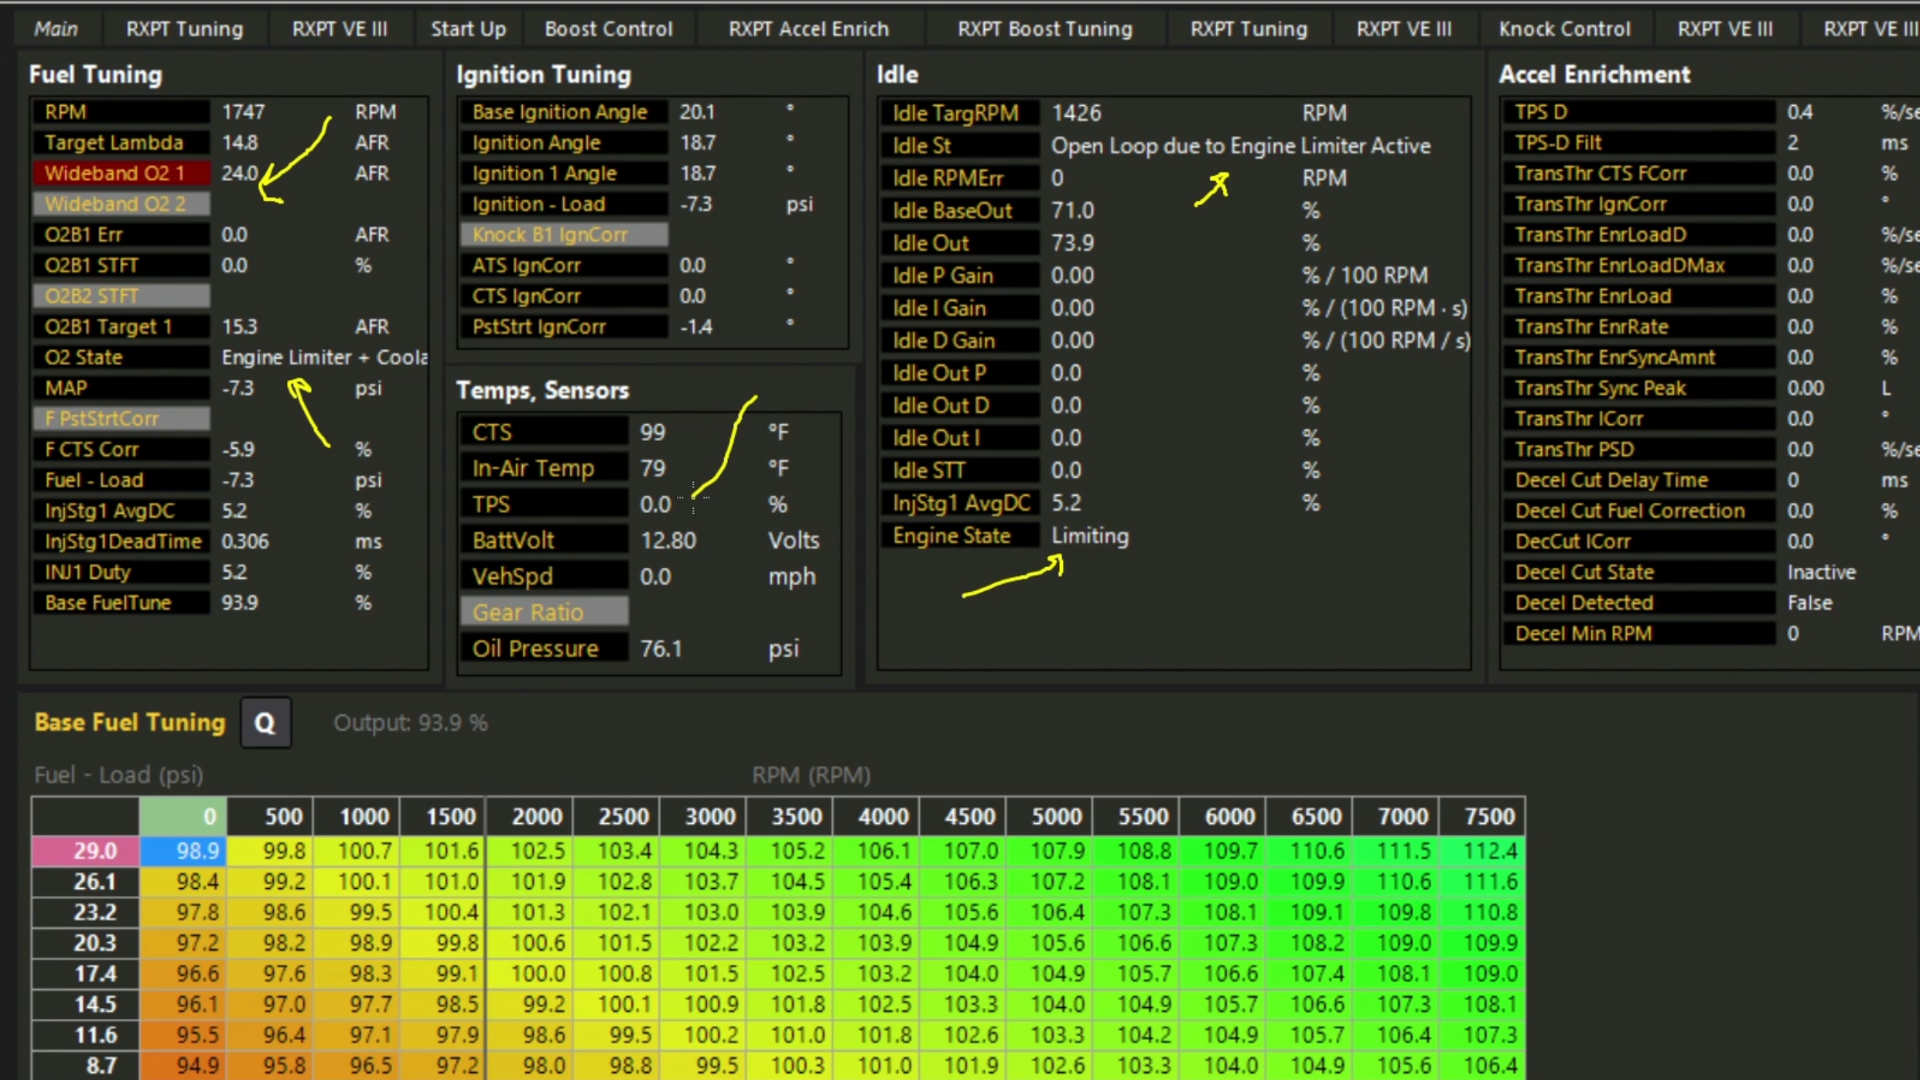 Main RXPT Tuning RXPT VE III Start Up Boost Control RXPT Accel Enrich RXPT Boost Tuning RXPT Tuning RXPT VE III Knock Control RXPT VE III RXPT VE III
Fuel Tuning
RPM 1747 RPM
Target Lambda 14.8 AFR
Wideband O2 1 24.0 AFR
Wideband O2 2
O2B1 Err 0.0 AFR
O2B1 STFT 0.0 %
O2B2 STFT
O2B1 Target 1 15.3 AFR
O2 State Engine Limiter + Coola
MAP -7.3 psi
F PstStrtCorr
F CTS Corr -5.9 %
Fuel - Load -7.3 psi
InjStg1 AvgDC 5.2 %
InjStg1DeadTime 0.306 ms
INJ1 Duty 5.2 %
Base FuelTune 93.9 %
Ignition Tuning
Base Ignition Angle 20.1 °
Ignition Angle 18.7 °
Ignition 1 Angle 18.7 °
Ignition - Load -7.3 psi
Knock B1 IgnCorr
ATS IgnCorr 0.0 °
CTS IgnCorr 0.0 °
PstStrt IgnCorr -1.4 °
Temps, Sensors
CTS 99 °F
In-Air Temp 79 °F
TPS 0.0 %
BattVolt 12.80 Volts
VehSpd 0.0 mph
Gear Ratio
Oil Pressure 76.1 psi
Idle
Idle TargRPM 1426 RPM
Idle St Open Loop due to Engine Limiter Active
Idle RPMErr 0 RPM
Idle BaseOut 71.0 %
Idle Out 73.9 %
Idle P Gain 0.00 % / 100 RPM
Idle I Gain 0.00 % / (100 RPM · s)
Idle D Gain 0.00 % / (100 RPM / s)
Idle Out P 0.0 %
Idle Out D 0.0 %
Idle Out I 0.0 %
Idle STT 0.0 %
InjStg1 AvgDC 5.2 %
Engine State Limiting
Accel Enrichment
TPS D 0.4 %/se
TPS-D Filt 2 ms
TransThr CTS FCorr 0.0 %
TransThr IgnCorr 0.0 °
TransThr EnrLoadD 0.0 %/se
TransThr EnrLoadDMax 0.0 %/se
TransThr EnrLoad 0.0 %
TransThr EnrRate 0.0 %
TransThr EnrSyncAmnt 0.0 %
TransThr Sync Peak 0.00 L
TransThr ICorr 0.0 °
TransThr PSD 0.0 %/se
Decel Cut Delay Time 0 ms
Decel Cut Fuel Correction 0.0 %
DecCut ICorr 0.0 °
Decel Cut State Inactive
Decel Detected False
Decel Min RPM 0 RPM
Base Fuel Tuning Q Output: 93.9 %
Fuel - Load (psi) RPM (RPM)
0 500 1000 1500 2000 2500 3000 3500 4000 4500 5000 5500 6000 6500 7000 7500
29.0 98.9 99.8 100.7 101.6 102.5 103.4 104.3 105.2 106.1 107.0 107.9 108.8 109.7 110.6 111.5 112.4
26.1 98.4 99.2 100.1 101.0 101.9 102.8 103.7 104.5 105.4 106.3 107.2 108.1 109.0 109.9 110.6 111.6
23.2 97.8 98.6 99.5 100.4 101.3 102.1 103.0 103.9 104.6 105.6 106.4 107.3 108.1 109.1 109.8 110.8
20.3 97.2 98.2 98.9 99.8 100.6 101.5 102.2 103.2 103.9 104.9 105.6 106.6 107.3 108.2 109.0 109.9
17.4 96.6 97.6 98.3 99.1 100.0 100.8 101.5 102.5 103.2 104.0 104.9 105.7 106.6 107.4 108.1 109.0
14.5 96.1 97.0 97.7 98.5 99.2 100.1 100.9 101.8 102.5 103.3 104.0 104.9 105.7 106.6 107.3 108.1
11.6 95.5 96.4 97.1 97.9 98.6 99.5 100.2 101.0 101.8 102.6 103.3 104.2 104.9 105.7 106.4 107.3
8.7 94.9 95.8 96.5 97.2 98.0 98.8 99.5 100.3 101.0 101.9 102.6 103.3 104.0 104.9 105.6 106.4